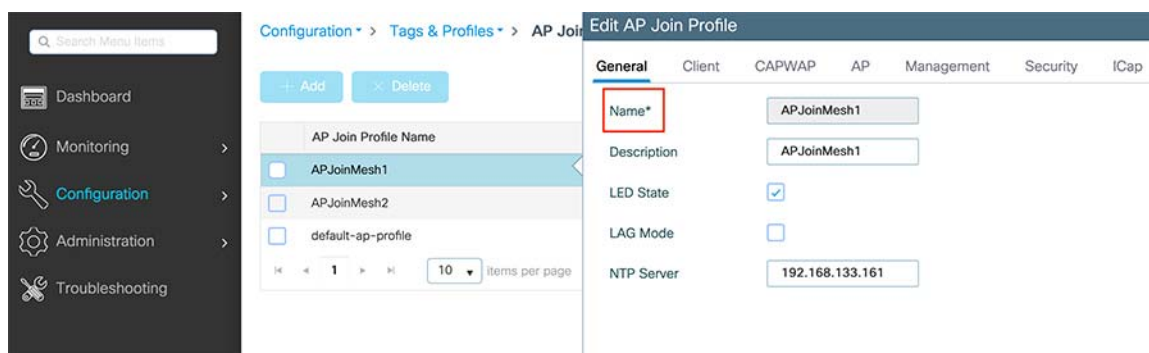 Search Menu Items
Dashboard
Monitoring
Configuration
Administration
Troubleshooting
Configuration > Tags & Profiles > AP Joi
+ Add
× Delete
AP Join Profile Name
APJoinMesh1
APJoinMesh2
default-ap-profile
1
10
items per page
Edit AP Join Profile
General Client CAPWAP AP Management Security ICap
Name* APJoinMesh1
Description APJoinMesh1
LED State
LAG Mode
NTP Server 192.168.133.161